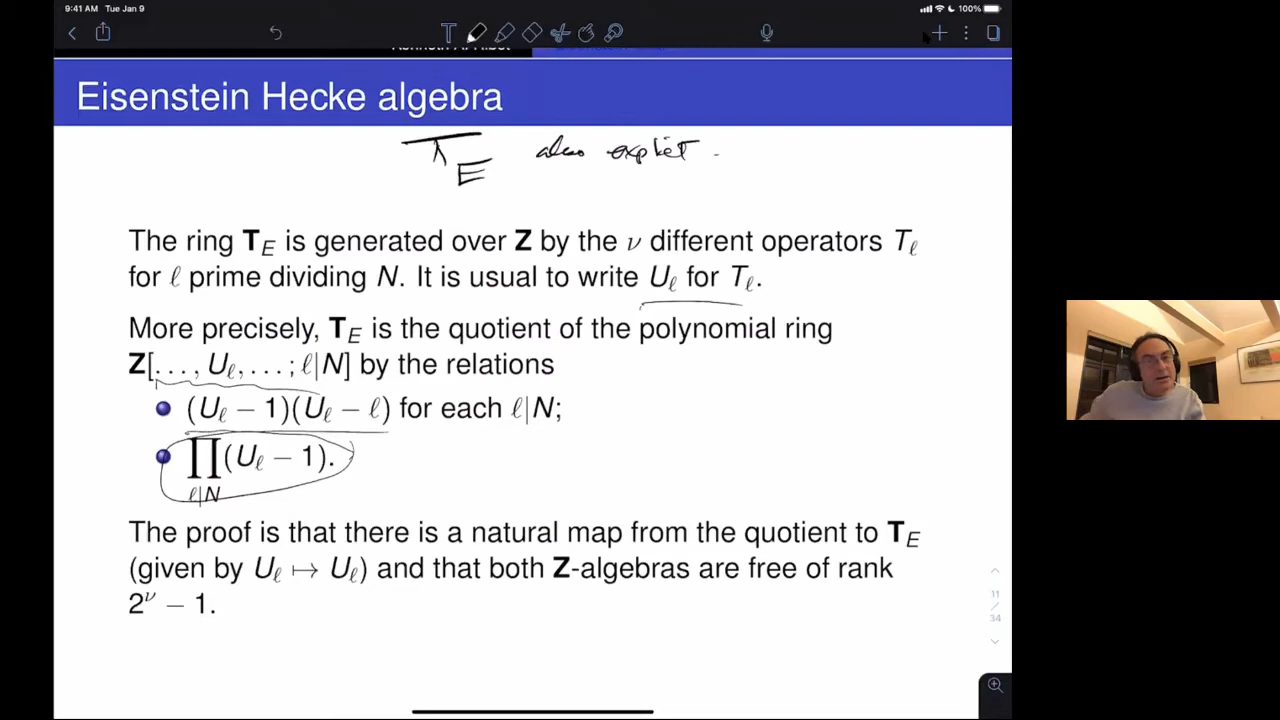 9:41 AM Tue Jan 9
100%
Eisenstein Hecke algebra
T_E also explicit.
The ring T_E is generated over Z by the ν different operators T_ℓ
for ℓ prime dividing N. It is usual to write U_ℓ for T_ℓ.
More precisely, T_E is the quotient of the polynomial ring
Z[..., U_ℓ, ...; ℓ|N] by the relations
(U_ℓ − 1)(U_ℓ − ℓ) for each ℓ|N;
∏_{ℓ|N}(U_ℓ − 1).
The proof is that there is a natural map from the quotient to T_E
(given by U_ℓ ↦ U_ℓ) and that both Z-algebras are free of rank
2^ν − 1.
11
/
34